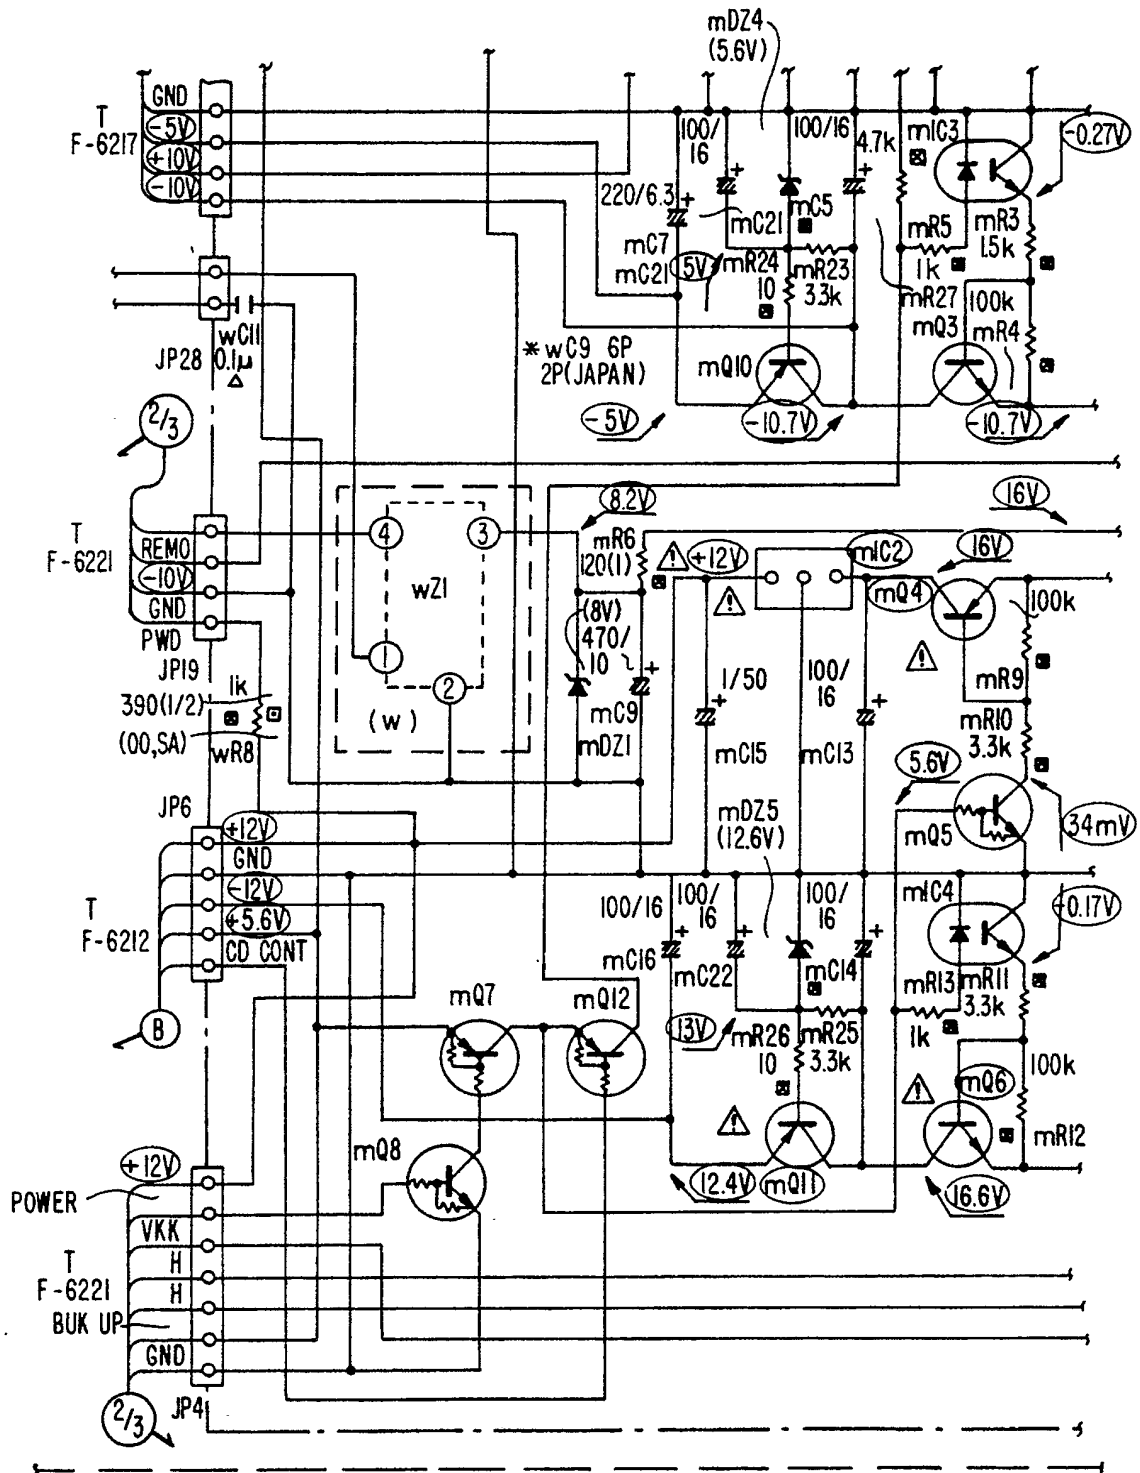 mDZ4
(5.6V)
GND
T
F-6217
-5V
+10V
-10V
100/
16
100/16
4.7k
mIC3
-0.27V
220/6.3
mC21
mC5
mR5
1k
mR3
1.5k
mC7
mC21
5V
mR24
10
mR23
3.3k
mR27
100k
mQ3
mR4
wC11
0.1μ
JP28
* wC9 6P
2P(JAPAN)
mQ10
-5V
-10.7V
-10.7V
2/3
T
F-6221
REMO
-10V
GND
PWD
JP19
4
3
wZ1
1
2
(w)
8.2V
16V
mR6
120(1)
+12V
mIC2
16V
mQ4
100k
(8V)
470/
10
1/50
100/
16
mR9
1k
390(1/2)
(00,SA)
wR8
mC9
mDZ1
mC15
mC13
mR10
3.3k
5.6V
JP6
+12V
GND
-12V
+5.6V
CD CONT
T
F-6212
B
mDZ5
(12.6V)
mQ5
34mV
100/16
100/
16
100/
16
mIC4
-0.17V
mC16
mC22
mC14
mR13
1k
mR11
3.3k
mQ7
mQ12
13V
mR26
10
mR25
3.3k
mQ6
100k
mR12
mQ8
12.4V
mQ11
16.6V
+12V
POWER
VKK
T
F-6221
H
H
BUK UP
GND
JP4
2/3